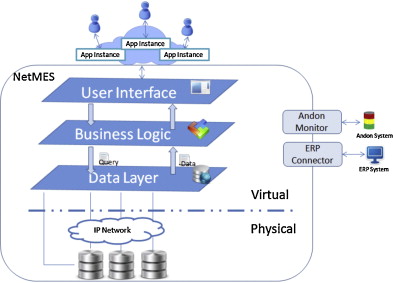 App Instance
App Instance
App Instance
NetMES
User Interface
Business Logic
Query
Data
Data Layer
Andon
Monitor
Andon System
ERP
Connector
ERP System
Virtual
Physical
IP Network